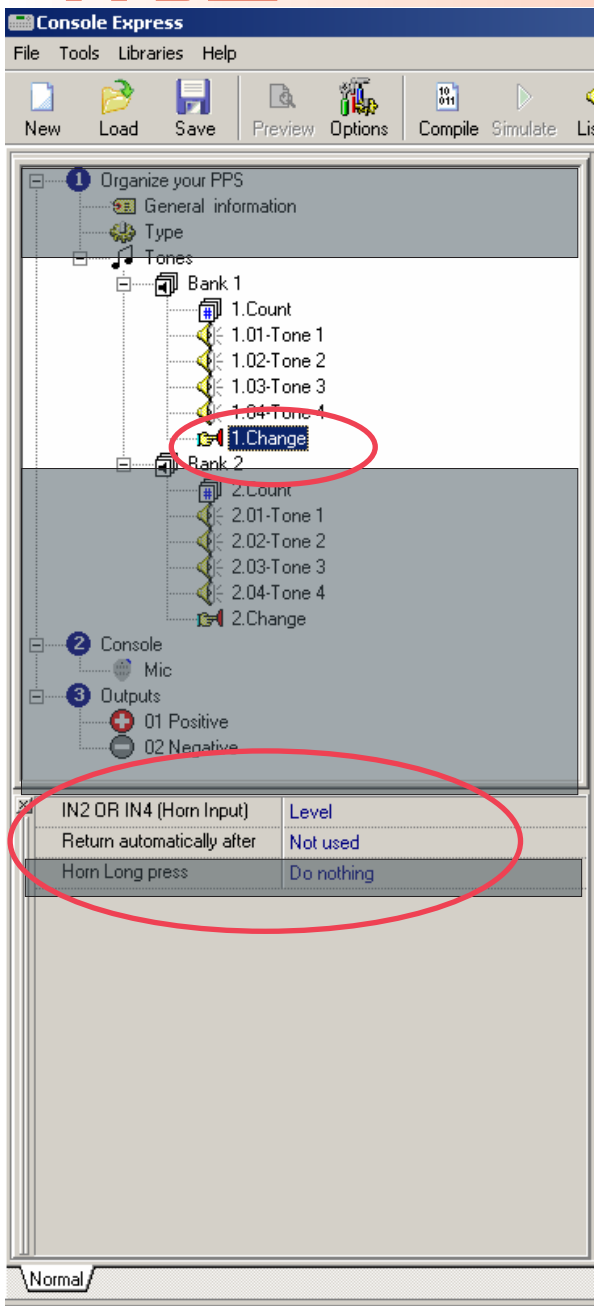 Console Express
File Tools Libraries Help
New Load Save Preview Options Compile Simulate
1 Organize your PPS
General information
Type
Tones
Bank 1
# 1.Count
1.01-Tone 1
1.02-Tone 2
1.03-Tone 3
1.04-Tone 4
1.Change
Bank 2
# 2.Count
2.01-Tone 1
2.02-Tone 2
2.03-Tone 3
2.04-Tone 4
2.Change
2 Console
Mic
3 Outputs
01 Positive
02 Negative
IN2 OR IN4 (Horn Input) Level
Return automatically after Not used
Horn Long press Do nothing
Normal